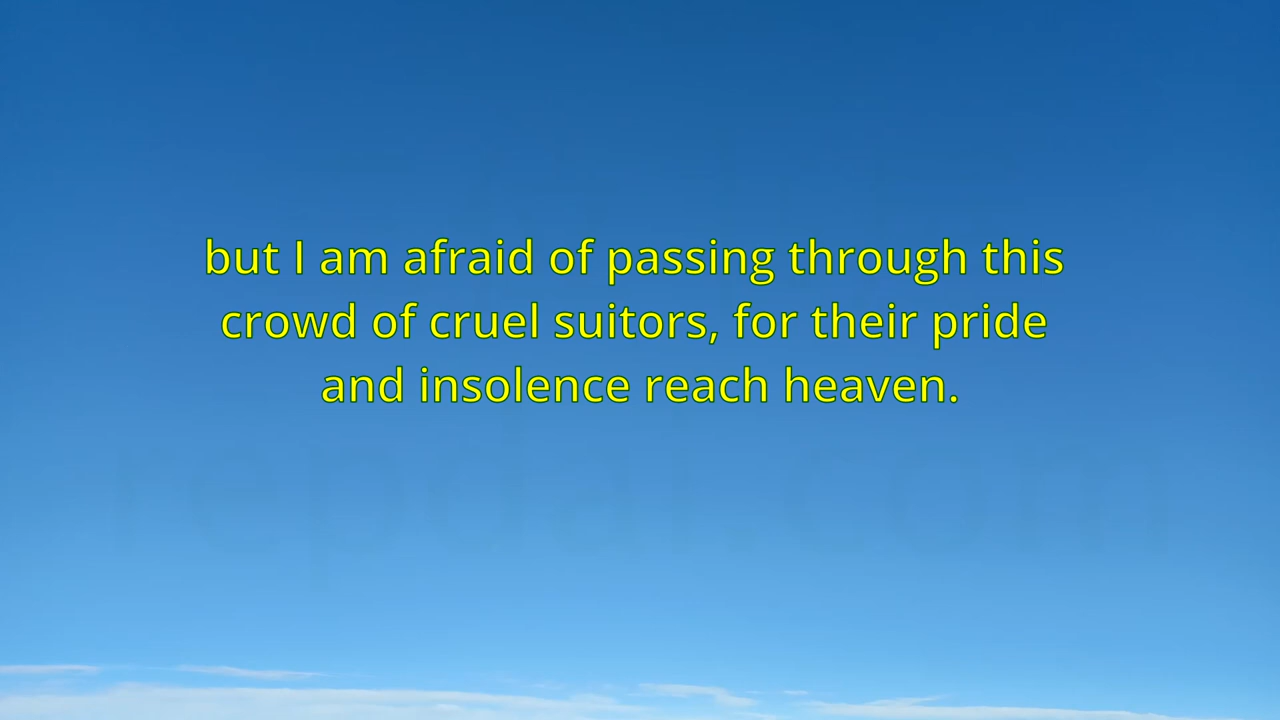 but I am afraid of passing through this
crowd of cruel suitors, for their pride
and insolence reach heaven.